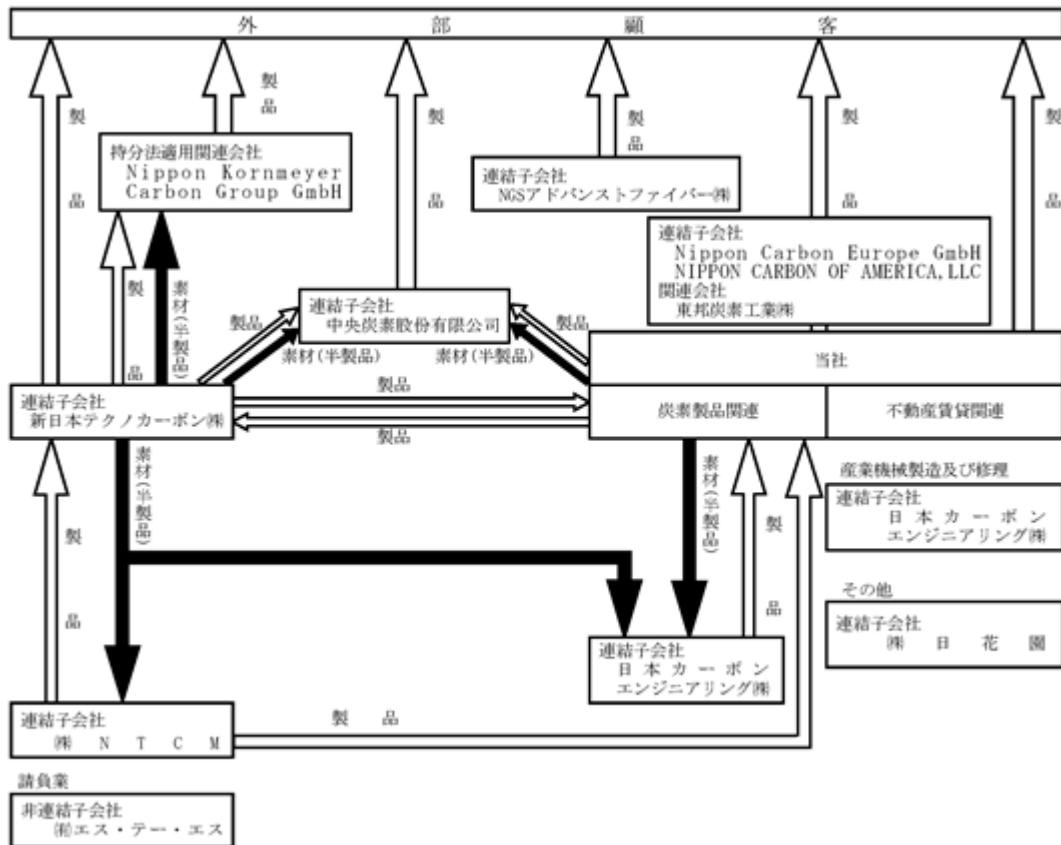 外部顧客
製品
製品
製品
製品
製品
製品
持分法適用関連会社
Nippon Kornmeyer
Carbon Group GmbH
連結子会社
NGSアドバンストファイバー㈱
連結子会社
Nippon Carbon Europe GmbH
NIPPON CARBON OF AMERICA,LLC
関連会社
東邦炭素工業㈱
製品
素材(半製品)
連結子会社
中央炭素股份有限公司
製品
製品
素材(半製品)
素材(半製品)
当社
炭素製品関連
不動産賃貸関連
連結子会社
新日本テクノカーボン㈱
製品
製品
素材(半製品)
素材(半製品)
製品
製品
産業機械製造及び修理
連結子会社
日本カーボン
エンジニアリング㈱
その他
連結子会社
㈱日花園
連結子会社
日本カーボン
エンジニアリング㈱
連結子会社
㈱NTCM
製品
請負業
非連結子会社
㈲エス・テー・エス